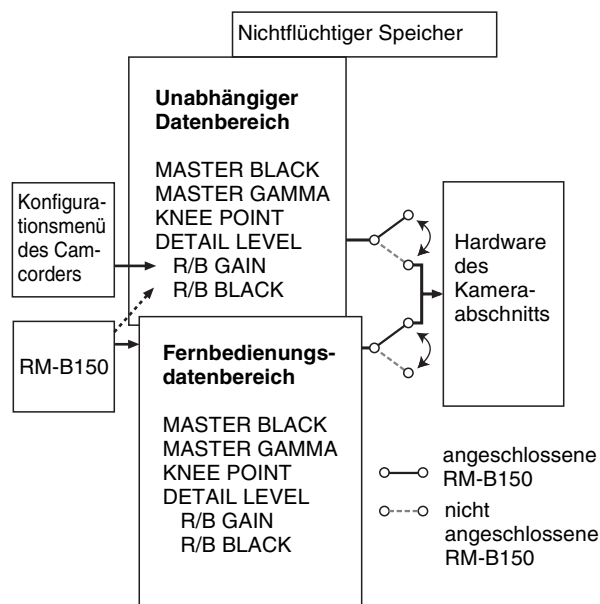 Nichtflüchtiger Speicher
Unabhängiger
Datenbereich
MASTER BLACK
MASTER GAMMA
KNEE POINT
DETAIL LEVEL
R/B GAIN
R/B BLACK
Konfigura-
tionsmenü
des Cam-
corders
RM-B150
Fernbedienungs-
datenbereich
MASTER BLACK
MASTER GAMMA
KNEE POINT
DETAIL LEVEL
R/B GAIN
R/B BLACK
Hardware
des
Kamera-
abschnitts
angeschlossene
RM-B150
nicht
angeschlossene
RM-B150